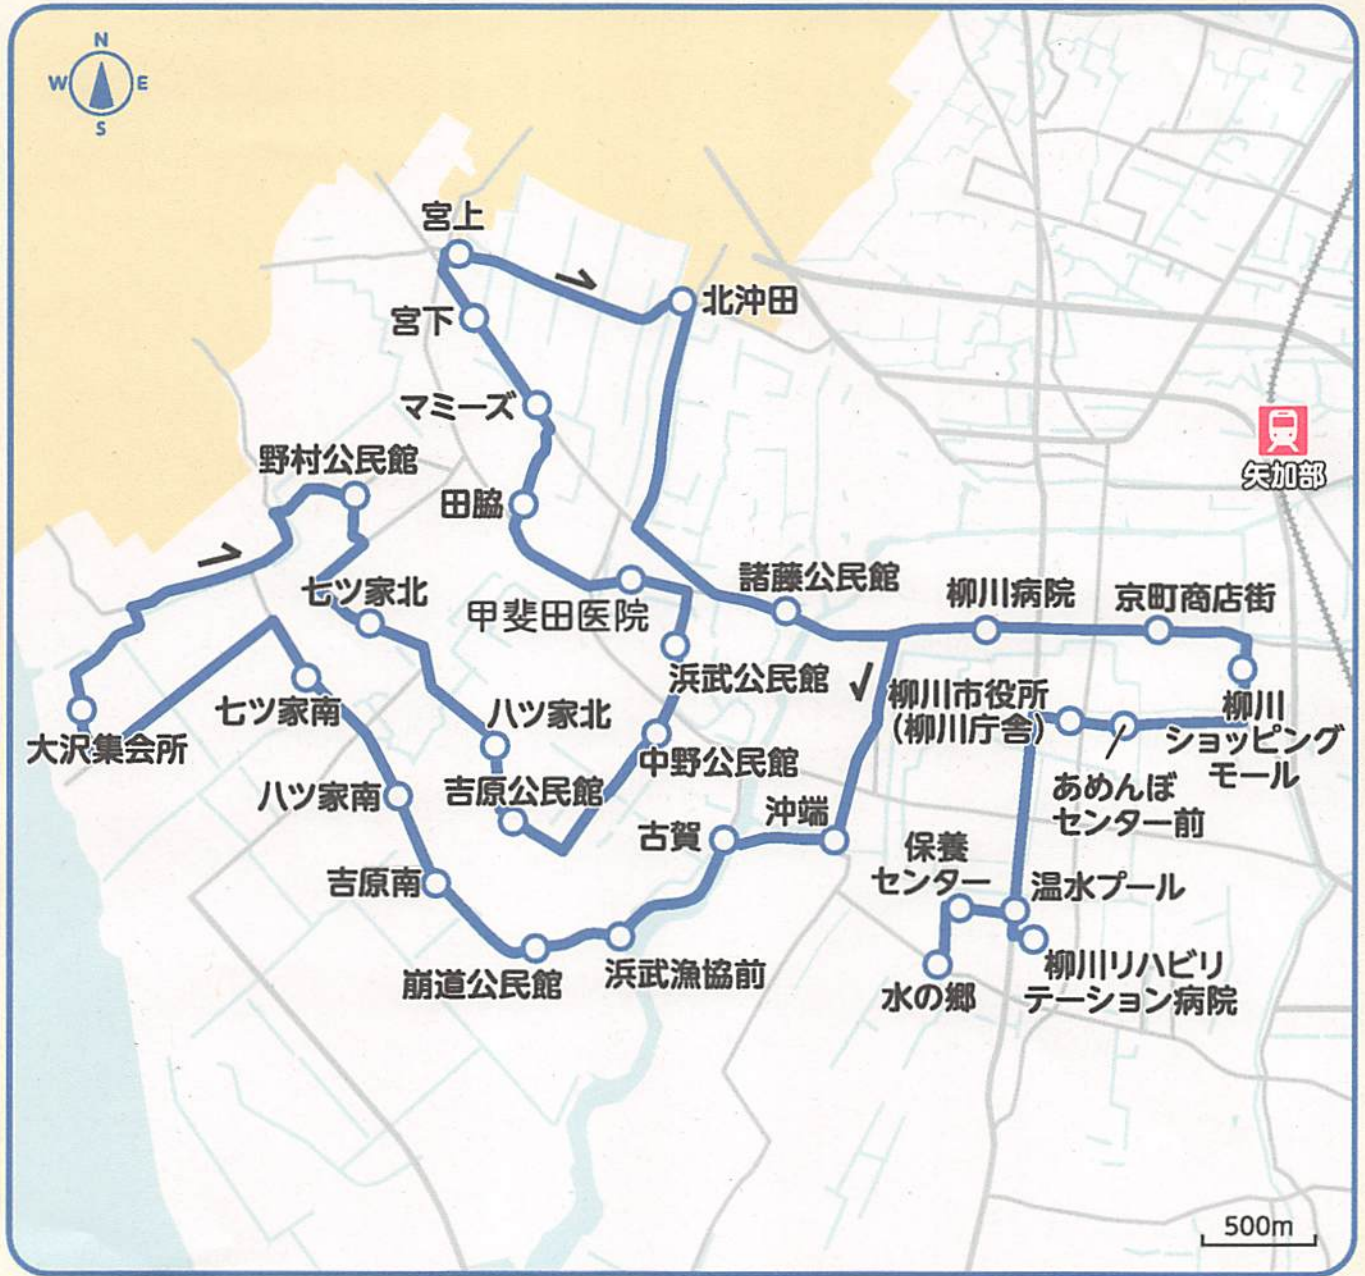 N
W
E
S
宮上
北沖田
宮下
マミーズ
野村公民館
矢加部
田脇
諸藤公民館
柳川病院
京町商店街
七ツ家北
甲斐田医院
浜武公民館
柳川市役所
(柳川庁舎)
柳川
ショッピング
モール
七ツ家南
八ツ家北
大沢集会所
中野公民館
あめんぼ
センター前
八ツ家南
吉原公民館
沖端
古賀
保養
センター
温水プール
吉原南
崩道公民館
浜武漁協前
水の郷
柳川リハビリ
テーション病院
500m